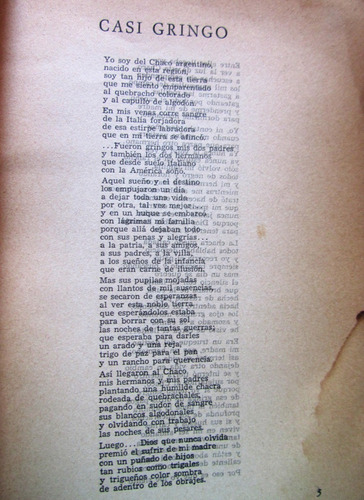 CASI GRINGO
Yo soy del Chaco argentino,
nacido en esta región,
soy tan hijo de esta tierra
que me siento emparentado
al quebracho colorado
y al capullo de algodón.
En mis venas corre sangre
de la Italia forjadora
de esa estirpe labradora
que en mi tierra se afincó.
...Fueron gringos mis dos padres
y también los dos hermanos
que desde suelo italiano
con la América soñó.
Aquel sueño y el destino
los empujaron un día
a dejar toda una vida
por otra, tal vez mejor...
y en un buque se embarcó
con lágrimas mi familia
porque allá dejaban todo
con sus penas y alegrías...
a la patria, a sus amigos,
a sus padres, a la villa,
a los sueños de la infancia
que eran carne de ilusión.
Mas sus pupilas mojadas
con llantos de mil ausencias,
se secaron de esperanzas
al ver esta noble tierra
que esperándolos estaba
para borrar con su sol
las noches de tantas guerras;
que esperaba para darles
un arado y una reja,
trigo de paz para el pan
y un rancho para querencia.
Así llegaron al Chaco
mis hermanos y mis padres
plantando una humilde chacra
rodeada de quebrachales,
pagando en sudor de sangre
sus blancos algodonales
y olvidando con trabajo
las noches de sus pesares.
Luego... Dios que nunca olvida
premió el sufrir de mi madre
con un puñado de hijos
tan rubios como trigales
y trigueños color sombra
de adentro de los obrajes.
3